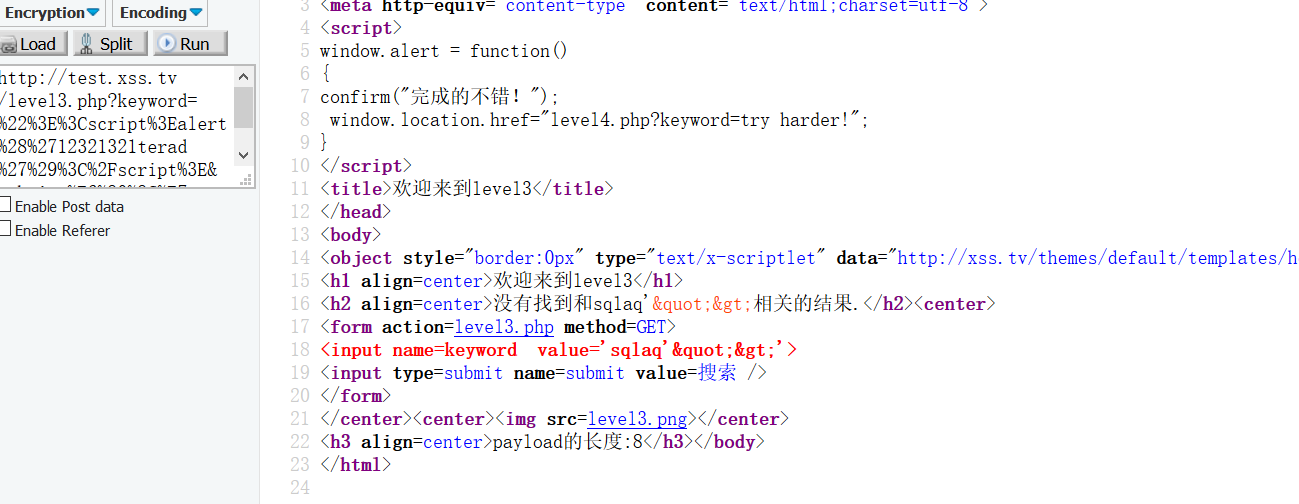 Encryption Encoding
Load Split Run
http://test.xss.tv
/level3.php?keyword=
%22%3E%3Cscript%3Ealert
%28%2712321321terad
%27%29%3C%2Fscript%3E&
Enable Post data
Enable Referer
3 <meta http-equiv="content-type" content="text/html;charset=utf-8">
4 <script>
5 window.alert = function()
6 {
7 confirm("完成的不错！");
8 window.location.href="level4.php?keyword=try harder!";
9 }
10 </script>
11 <title>欢迎来到level3</title>
12 </head>
13 <body>
14 <object style="border:0px" type="text/x-scriptlet" data="http://xss.tv/themes/default/templates/h
15 <h1 align=center>欢迎来到level3</h1>
16 <h2 align=center>没有找到和sqlaq'&quot;&gt;相关的结果.</h2><center>
17 <form action=level3.php method=GET>
18 <input name=keyword  value='sqlaq'&quot;&gt;'>
19 <input type=submit name=submit value=搜索 />
20 </form>
21 </center><center><img src=level3.png></center>
22 <h3 align=center>payload的长度:8</h3></body>
23 </html>
24